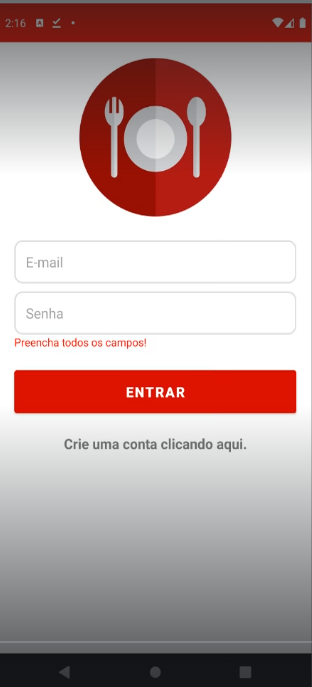 2:16
E-mail
Senha
Preencha todos os campos!
ENTRAR
Crie uma conta clicando aqui.